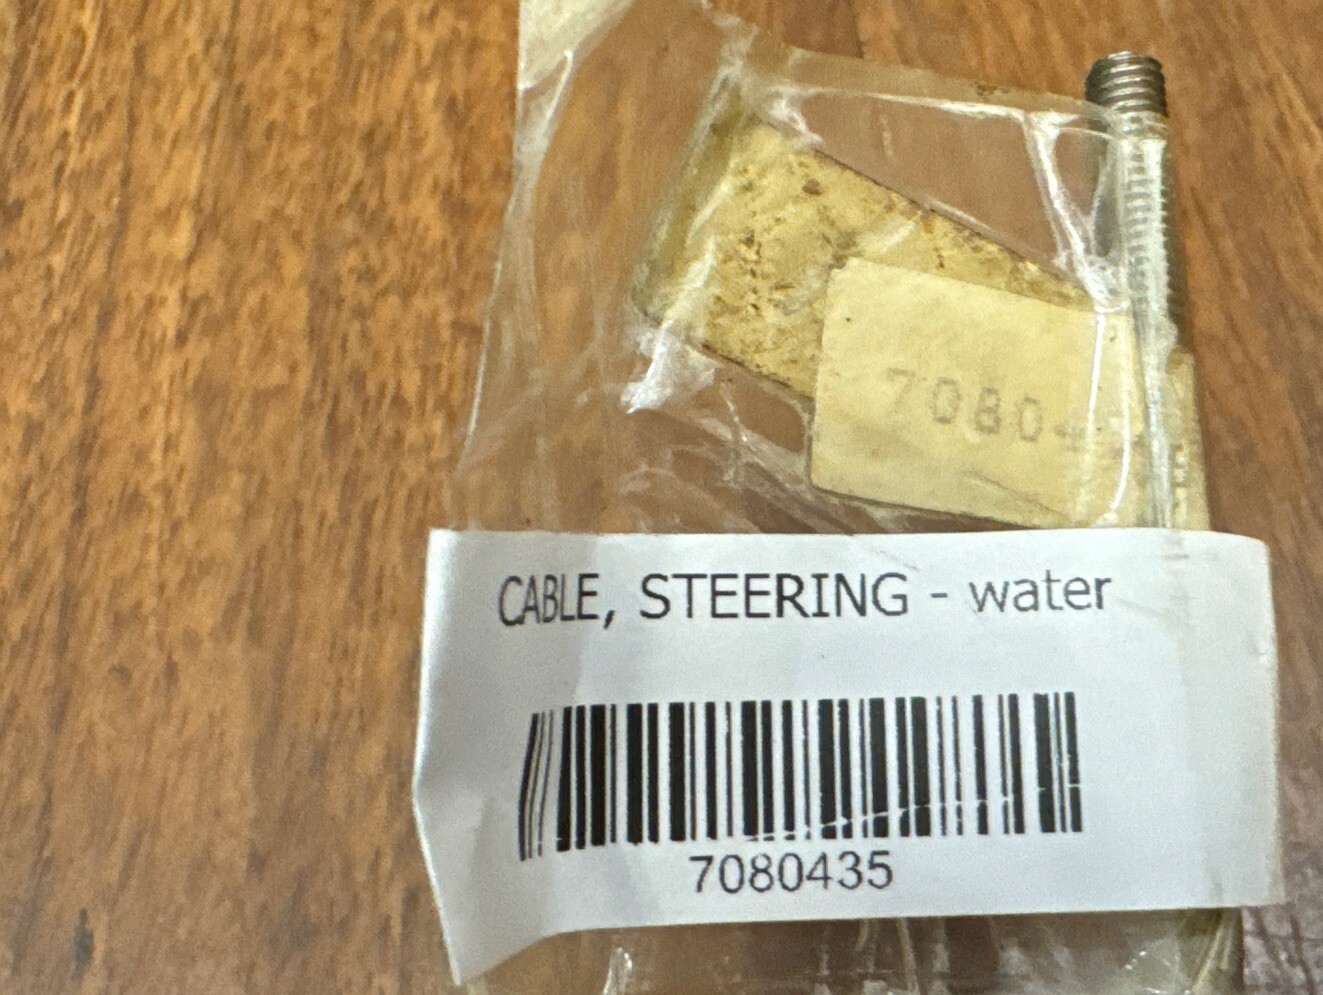 7080
CABLE, STEERING - water
7080435